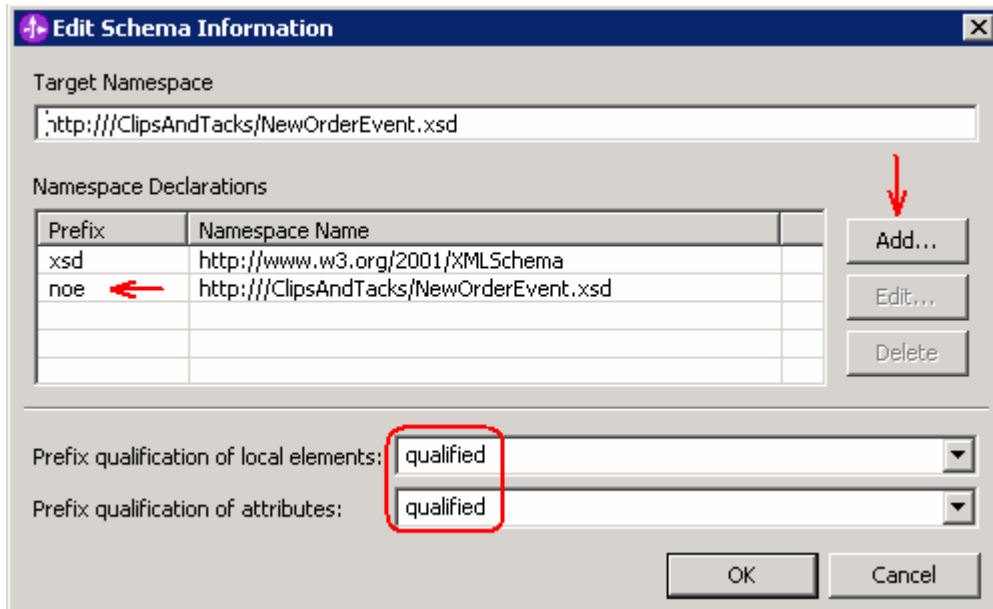 Edit Schema Information
Target Namespace
http:///ClipsAndTacks/NewOrderEvent.xsd
Namespace Declarations
Prefix Namespace Name
xsd http://www.w3.org/2001/XMLSchema
noe http:///ClipsAndTacks/NewOrderEvent.xsd
Add...
Edit...
Delete
Prefix qualification of local elements: qualified
Prefix qualification of attributes: qualified
OK Cancel